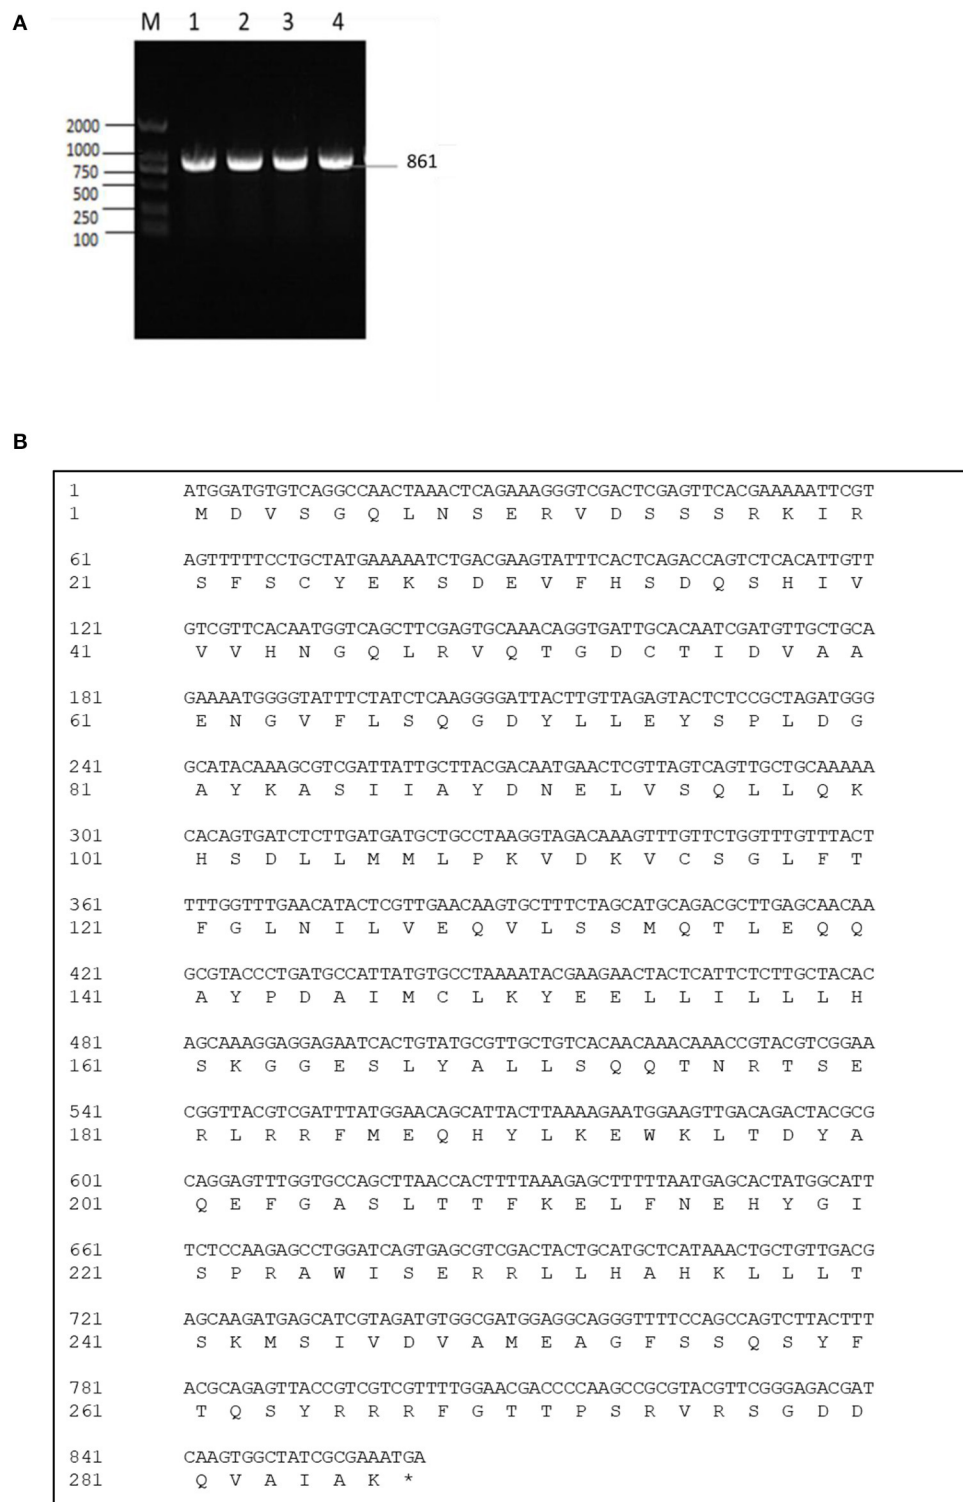 A
M 1 2 3 4
2000
1000
750
500
250
100
861
B
1 ATGGATGTGTCAGGCCAACTAAACTCAGAAAGGGTCGACTCGAGTTCACGAAAAATTCGT
1 M D V S G Q L N S E R V D S S S R K I R
61 AGTTTTTCCTGCTATGAAAAATCTGACGAAGTATTTCACTCAGACCAGTCTCACATTGTT
21 S F S C Y E K S D E V F H S D Q S H I V
121 GTCGTTCACAATGGTCAGCTTCGAGTGCAAACAGGTGATTGCACAATCGATGTTGCTGCA
41 V V H N G Q L R V Q T G D C T I D V A A
181 GAAAATGGGGTATTTCTATCTCAAGGGGATTACTTGTTAGAGTACTCTCCGCTAGATGGG
61 E N G V F L S Q G D Y L L E Y S P L D G
241 GCATACAAAGCGTCGATTATTGCTTACGACAATGAACTCGTTAGTCAGTTGCTGCAAAAA
81 A Y K A S I I A Y D N E L V S Q L L Q K
301 CACAGTGATCTCTTGATGATGCTGCCTAAGGTAGACAAAGTTTGTTCTGGTTTGTTTACT
101 H S D L L M M L P K V D K V C S G L F T
361 TTTGGTTTGAACATACTCGTTGAACAAGTGCTTTCTAGCATGCAGACGCTTGAGCAACAA
121 F G L N I L V E Q V L S S M Q T L E Q Q
421 GCGTACCCTGATGCCATTATGTGCCTAAAATACGAAGAACTACTCATTCTCTTGCTACAC
141 A Y P D A I M C L K Y E E L L I L L L H
481 AGCAAAGGAGGAGAATCACTGTATGCGTTGCTGTCACAACAAACAAACCGTACGTCGGAA
161 S K G G E S L Y A L L S Q Q T N R T S E
541 CGGTTACGTCGATTTATGGAACAGCATTACTTAAAAGAATGGAAGTTGACAGACTACGCG
181 R L R R F M E Q H Y L K E W K L T D Y A
601 CAGGAGTTTGGTGCCAGCTTAACCACTTTTAAAGAGCTTTTTAATGAGCACTATGGCATT
201 Q E F G A S L T T F K E L F N E H Y G I
661 TCTCCAAGAGCCTGGATCAGTGAGCGTCGACTACTGCATGCTCATAAACTGCTGTTGACG
221 S P R A W I S E R R L L H A H K L L L T
721 AGCAAGATGAGCATCGTAGATGTGGCGATGGAGGCAGGGTTTTCCAGCCAGTCTTACTTT
241 S K M S I V D V A M E A G F S S Q S Y F
781 ACGCAGAGTTACCGTCGTCGTTTTGGAACGACCCCAAGCCGCGTACGTTCGGGAGACGAT
261 T Q S Y R R R F G T T P S R V R S G D D
841 CAAGTGGCTATCGCGAAATGA
281 Q V A I A K *